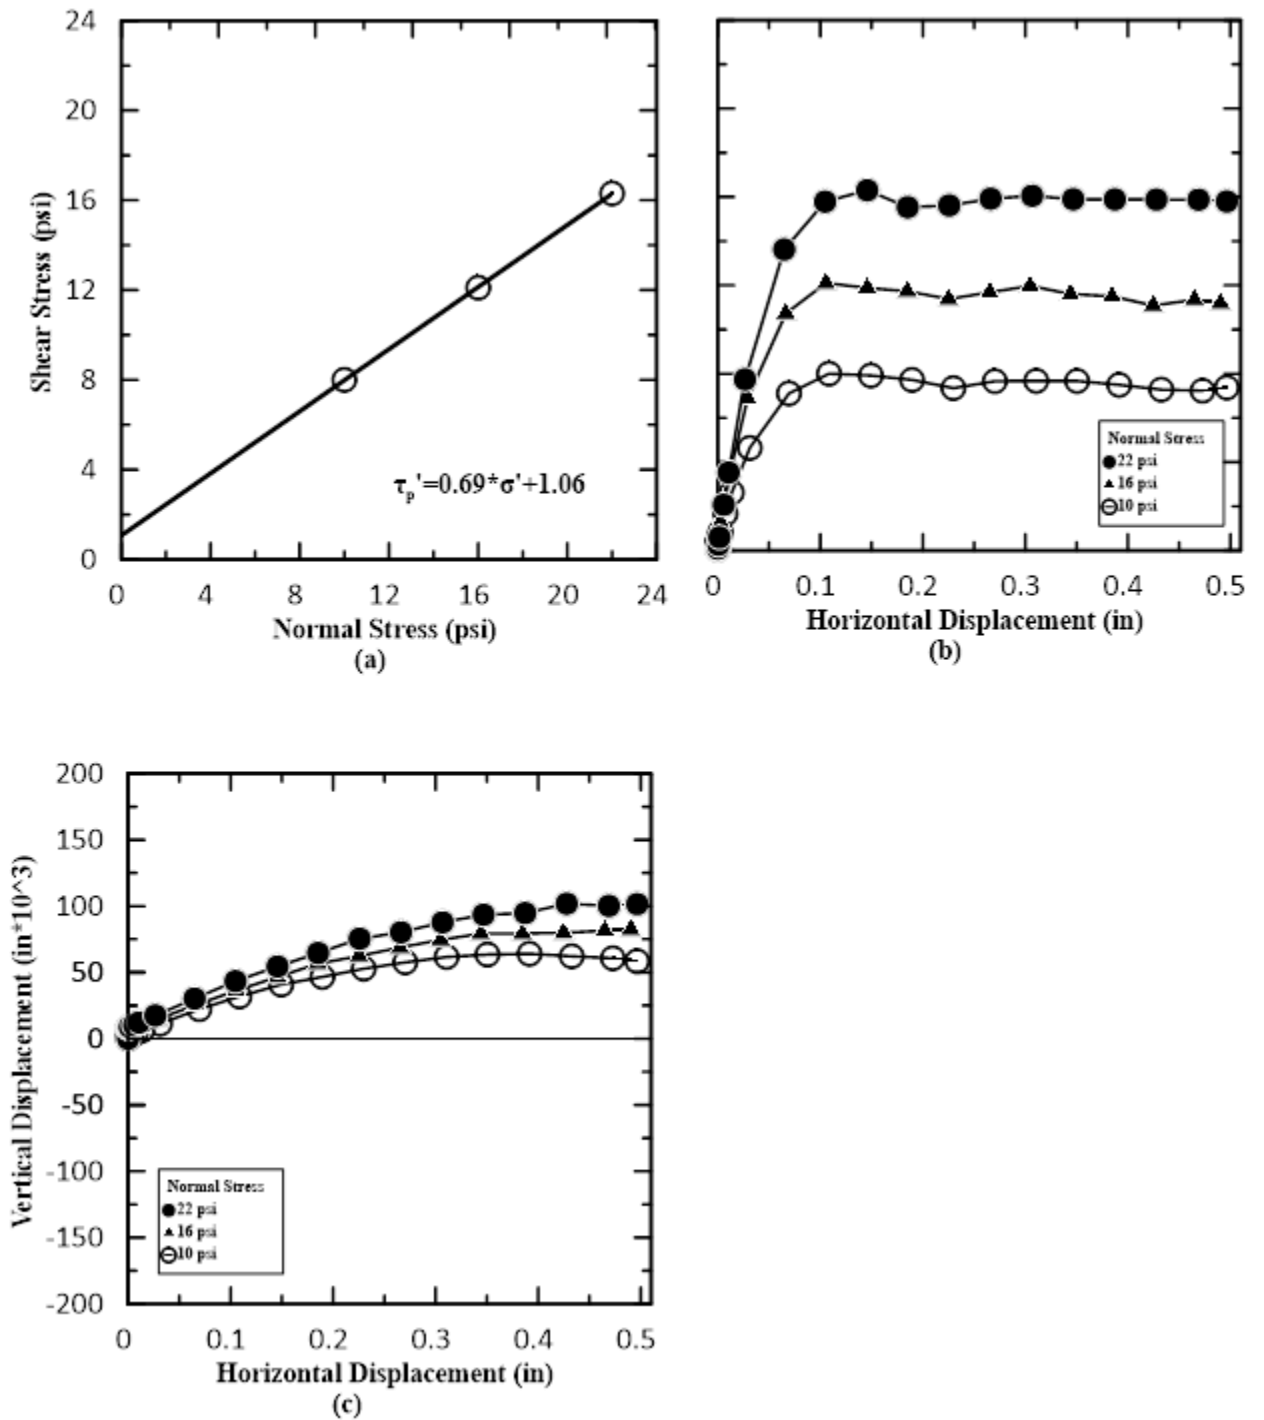 24
20
16
12
8
4
0
Shear Stress (psi)
τp'=0.69*σ'+1.06
0 4 8 12 16 20 24
Normal Stress (psi)
(a)
Normal Stress
22 psi
16 psi
10 psi
0 0.1 0.2 0.3 0.4 0.5
Horizontal Displacement (in)
(b)
200
150
100
50
0
-50
-100
-150
-200
Vertical Displacement (in*10^3)
Normal Stress
22 psi
16 psi
10 psi
0 0.1 0.2 0.3 0.4 0.5
Horizontal Displacement (in)
(c)